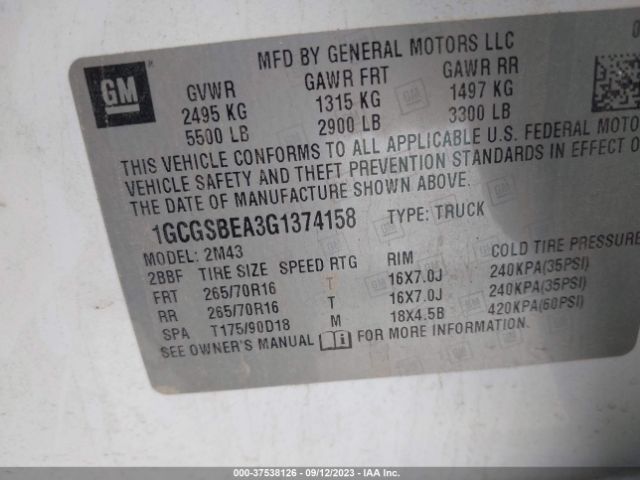 MFD BY GENERAL MOTORS LLC
GM
GVWR GAWR FRT GAWR RR
2495 KG 1315 KG 1497 KG
5500 LB 2900 LB 3300 LB
THIS VEHICLE CONFORMS TO ALL APPLICABLE U.S. FEDERAL MOTO
VEHICLE SAFETY AND THEFT PREVENTION STANDARDS IN EFFECT O
THE DATE OF MANUFACTURE SHOWN ABOVE.
1GCGSBEA3G1374158 TYPE: TRUCK
MODEL: 2M43
2BBF TIRE SIZE SPEED RTG RIM COLD TIRE PRESSURE
FRT 265/70R16 T 16X7.0J 240KPA(35PSI)
RR 265/70R16 T 16X7.0J 240KPA(35PSI)
SPA T175/90D18 M 18X4.5B 420KPA(60PSI)
SEE OWNER'S MANUAL FOR MORE INFORMATION.
000-37538126 - 09/12/2023 - IAA Inc.